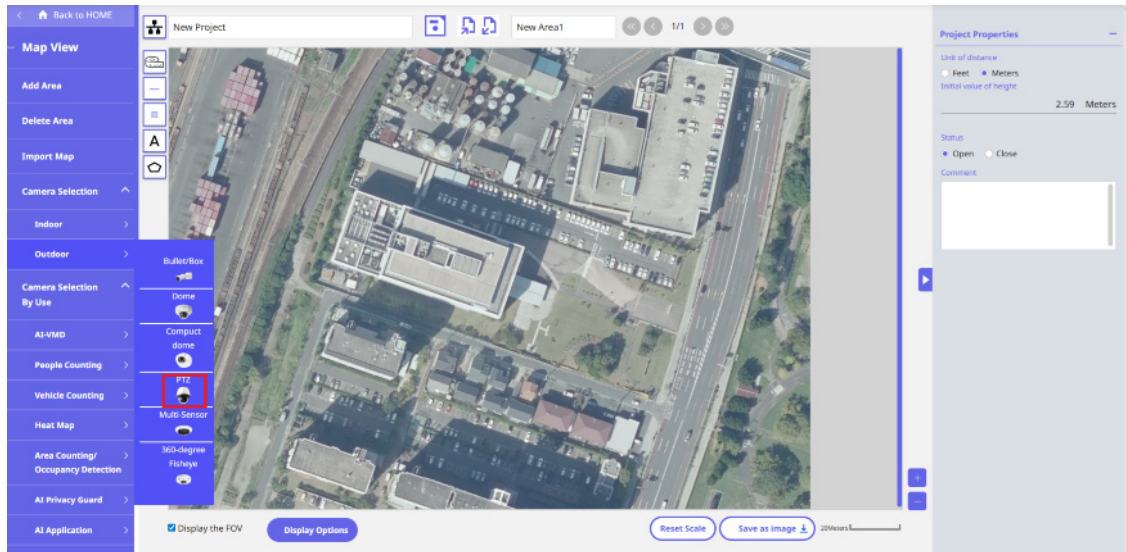 Back to HOME
Map View
Add Area
Delete Area
Import Map
Camera Selection
Indoor
Outdoor
Camera Selection
By Use
AI-VMD
People Counting
Vehicle Counting
Heat Map
Area Counting/
Occupancy Detection
AI Privacy Guard
AI Application
Bullet/Box
Dome
Compuct
dome
PTZ
Multi-Sensor
360-degree
Fisheye
New Project
New Area1
1/1
A
Display the FOV
Display Options
Reset Scale
Save as image
20Meters
Project Properties
Unit of distance
Feet Meters
Initial value of height
2.59 Meters
Status
Open Close
Comment